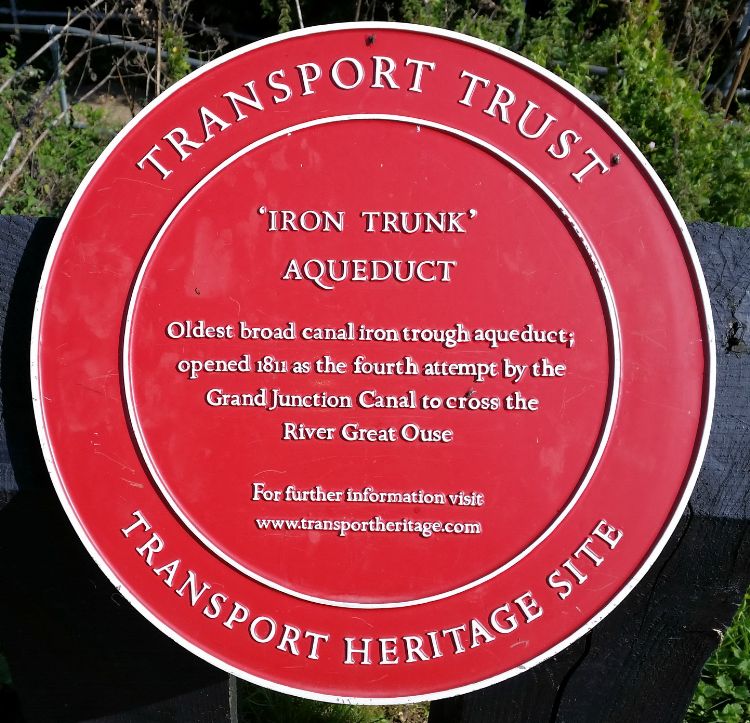 TRANSPORT TRUST
‘IRON TRUNK’
AQUEDUCT
Oldest broad canal iron trough aqueduct;
opened 1811 as the fourth attempt by the
Grand Junction Canal to cross the
River Great Ouse
For further information visit
www.transportheritage.com
TRANSPORT HERITAGE SITE